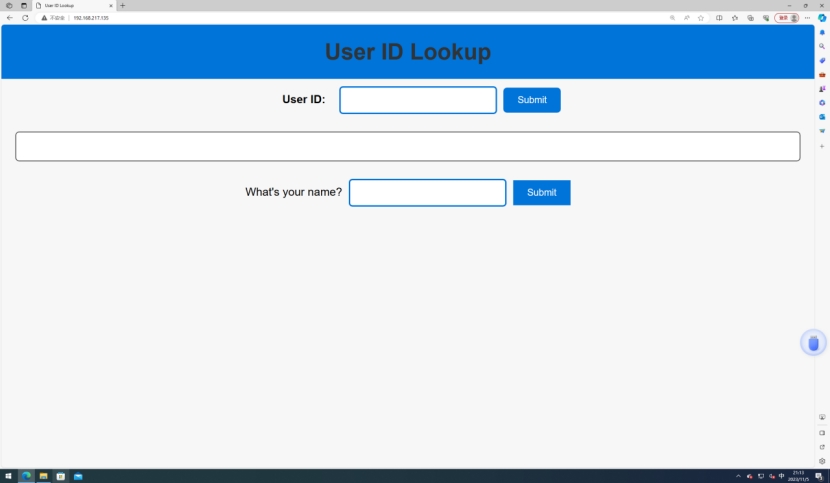 User ID Lookup
不安全 | 192.168.217.135
User ID Lookup
User ID: Submit
What's your name? Submit
中
21:13
2023/11/5